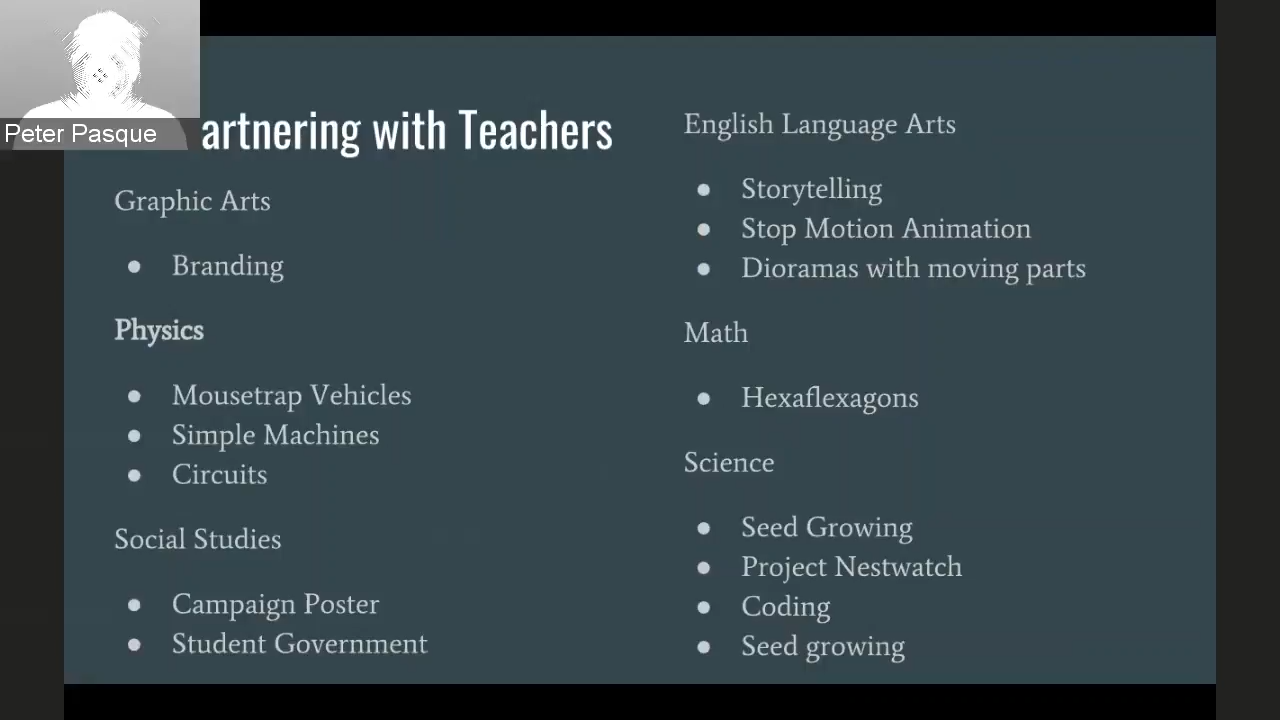 Peter Pasque
artnering with Teachers
Graphic Arts
● Branding
Physics
● Mousetrap Vehicles
● Simple Machines
● Circuits
Social Studies
● Campaign Poster
● Student Government
English Language Arts
● Storytelling
● Stop Motion Animation
● Dioramas with moving parts
Math
● Hexaflexagons
Science
● Seed Growing
● Project Nestwatch
● Coding
● Seed growing